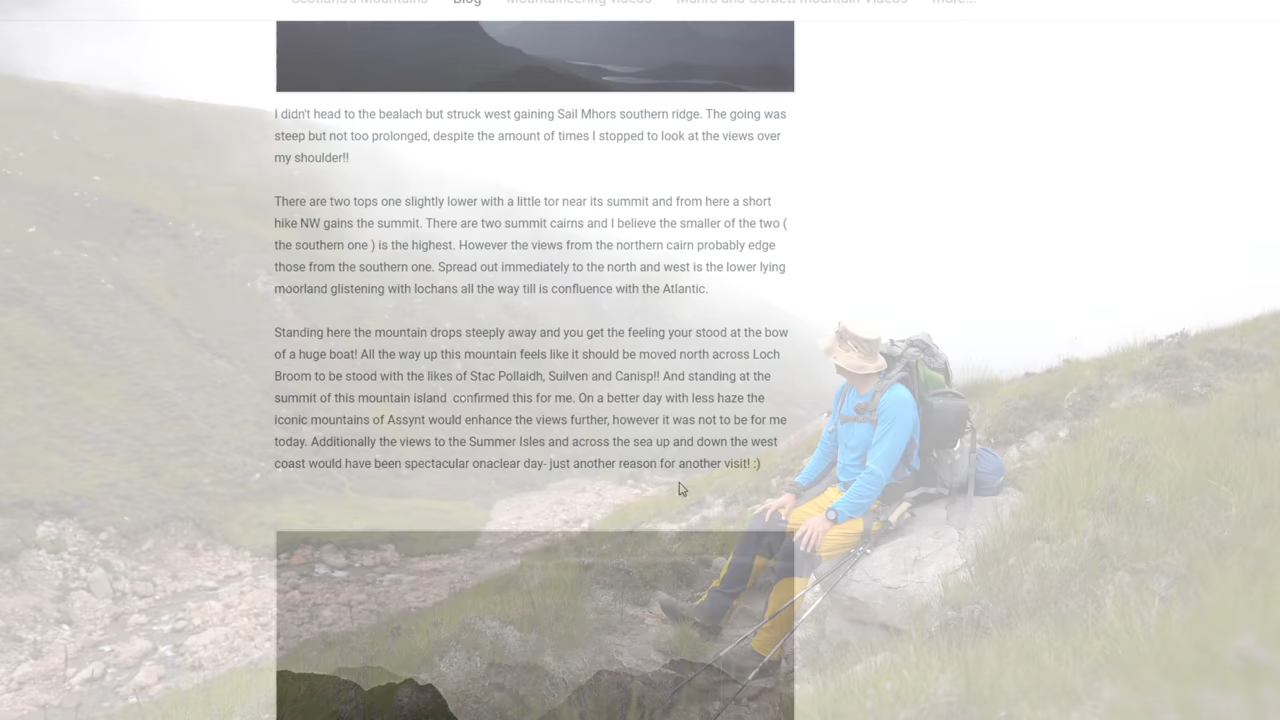 Scotland's Mountains Blog Mountaineering videos Munro and Corbett Mountain Videos more...
I didn't head to the bealach but struck west gaining Sail Mhors southern ridge. The going was
steep but not too prolonged, despite the amount of times I stopped to look at the views over
my shoulder!!
There are two tops one slightly lower with a little tor near its summit and from here a short
hike NW gains the summit. There are two summit cairns and I believe the smaller of the two (
the southern one ) is the highest. However the views from the northern cairn probably edge
those from the southern one. Spread out immediately to the north and west is the lower lying
moorland glistening with lochans all the way till is confluence with the Atlantic.
Standing here the mountain drops steeply away and you get the feeling your stood at the bow
of a huge boat! All the way up this mountain feels like it should be moved north across Loch
Broom to be stood with the likes of Stac Pollaidh, Suilven and Canisp!! And standing at the
summit of this mountain island  confirmed this for me. On a better day with less haze the
iconic mountains of Assynt would enhance the views further, however it was not to be for me
today. Additionally the views to the Summer Isles and across the sea up and down the west
coast would have been spectacular onaclear day- just another reason for another visit! :)